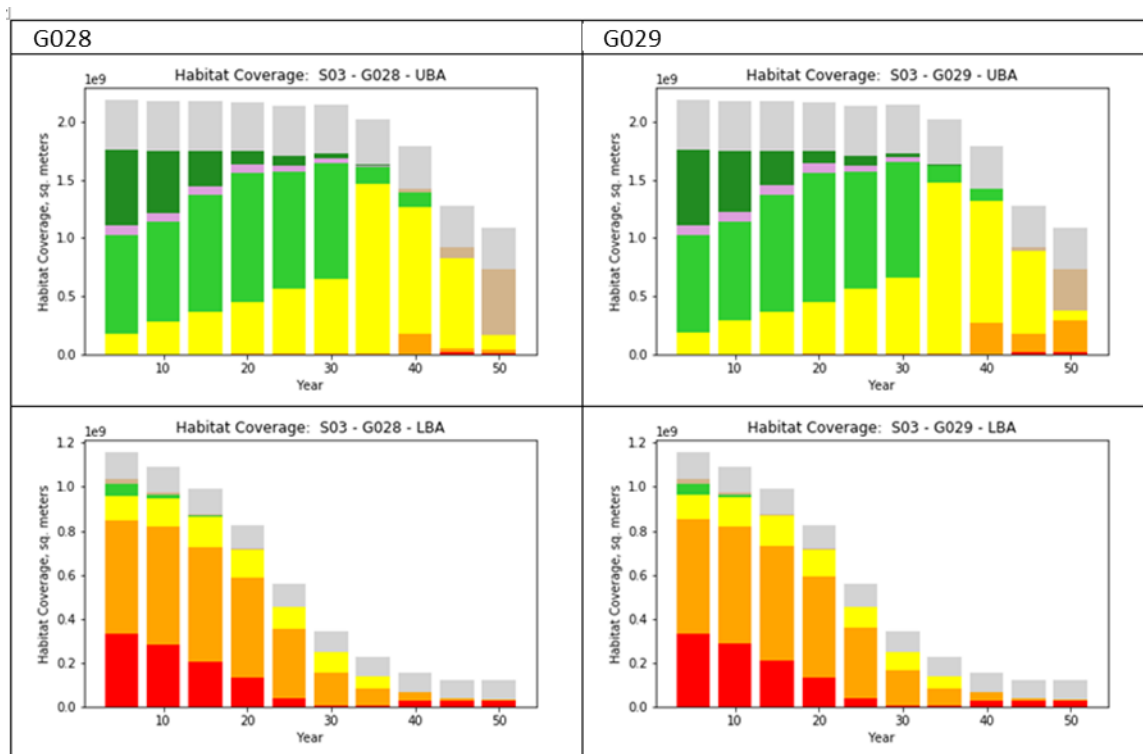 G028
G029
Habitat Coverage: S03 - G028 - UBA
1e9
Habitat Coverage, sq. meters
2.0
1.5
1.0
0.5
0.0
10
20
30
40
50
Year
Habitat Coverage: S03 - G029 - UBA
1e9
Habitat Coverage, sq. meters
2.0
1.5
1.0
0.5
0.0
10
20
30
40
50
Year
Habitat Coverage: S03 - G028 - LBA
1e9
Habitat Coverage, sq. meters
1.2
1.0
0.8
0.6
0.4
0.2
0.0
10
20
30
40
50
Year
Habitat Coverage: S03 - G029 - LBA
1e9
Habitat Coverage, sq. meters
1.2
1.0
0.8
0.6
0.4
0.2
0.0
10
20
30
40
50
Year